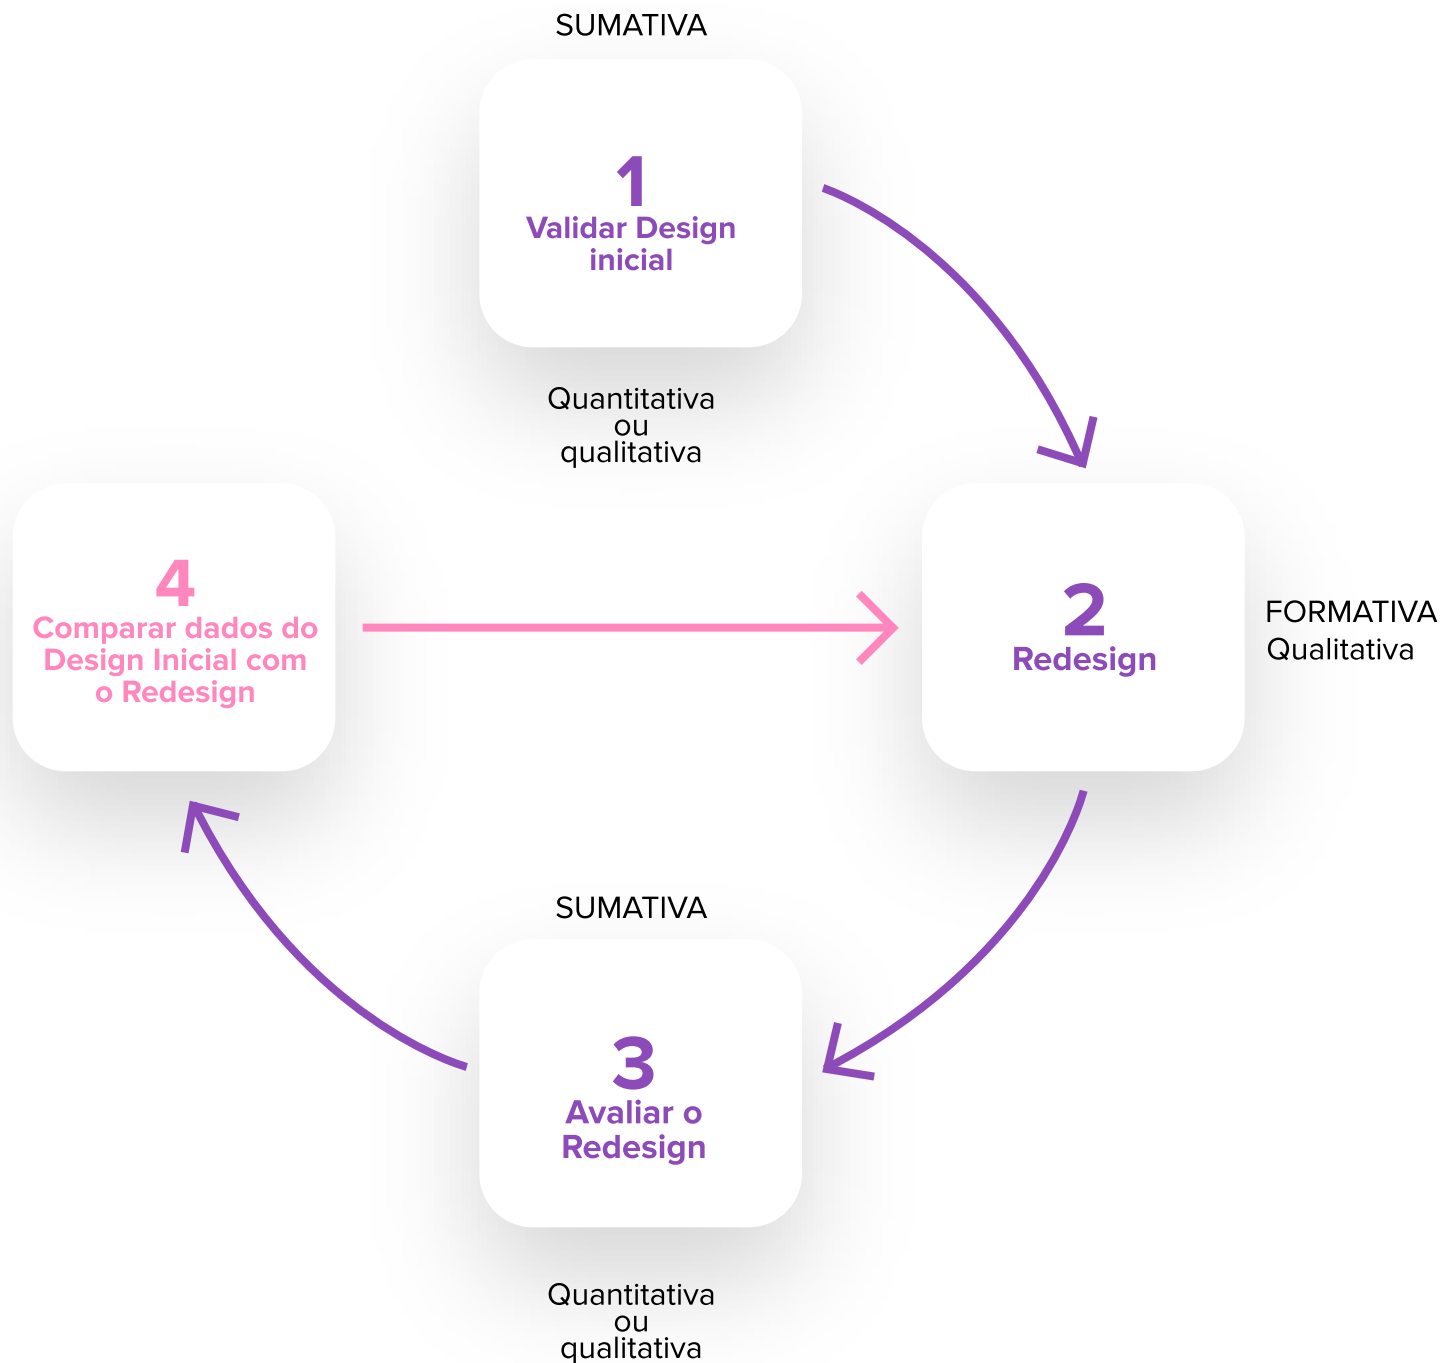 SUMATIVA
1
Validar Design
inicial
Quantitativa
ou
qualitativa
2
Redesign
FORMATIVA
Qualitativa
SUMATIVA
3
Avaliar o
Redesign
Quantitativa
ou
qualitativa
4
Comparar dados do
Design Inicial com
o Redesign